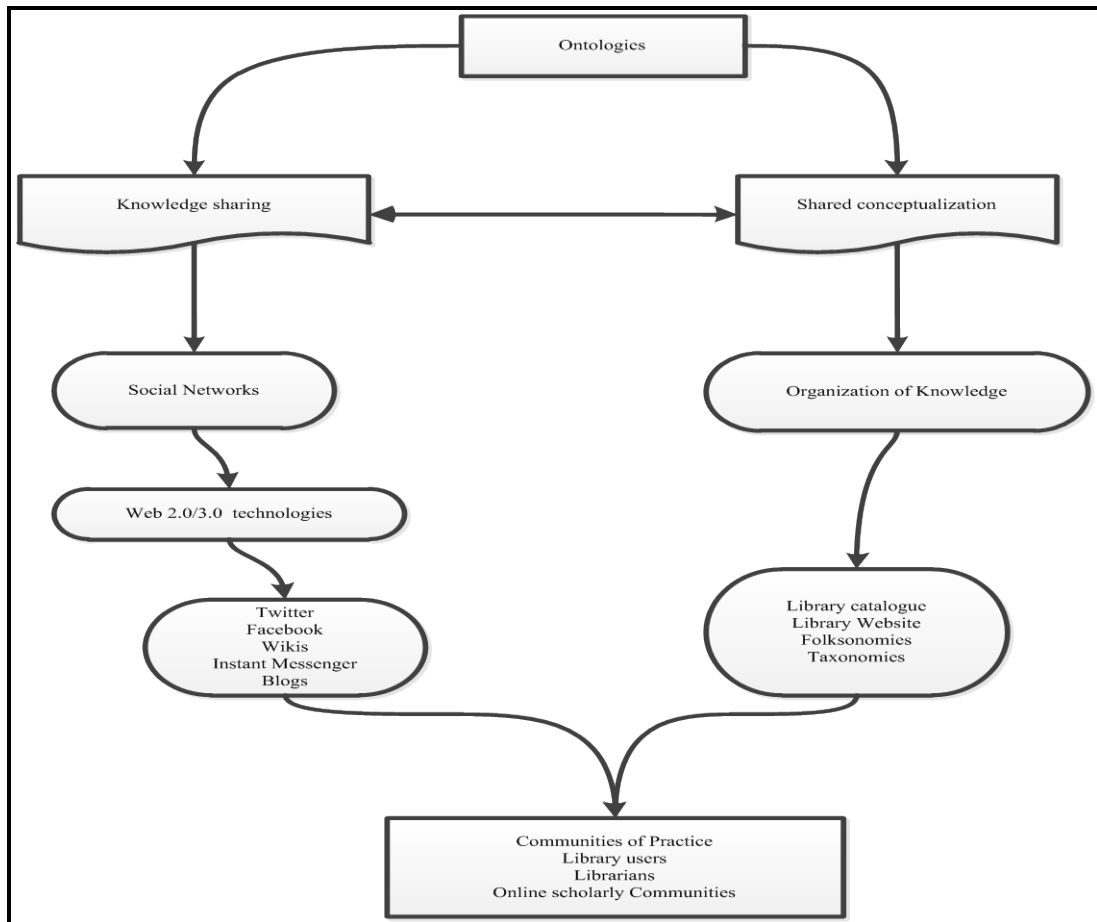 Ontologies
Knowledge sharing
Shared conceptualization
Social Networks
Organization of Knowledge
Web 2.0/3.0 technologies
Twitter
Facebook
Wikis
Instant Messenger
Blogs
Library catalogue
Library Website
Folksonomies
Taxonomies
Communities of Practice
Library users
Librarians
Online scholarly Communities